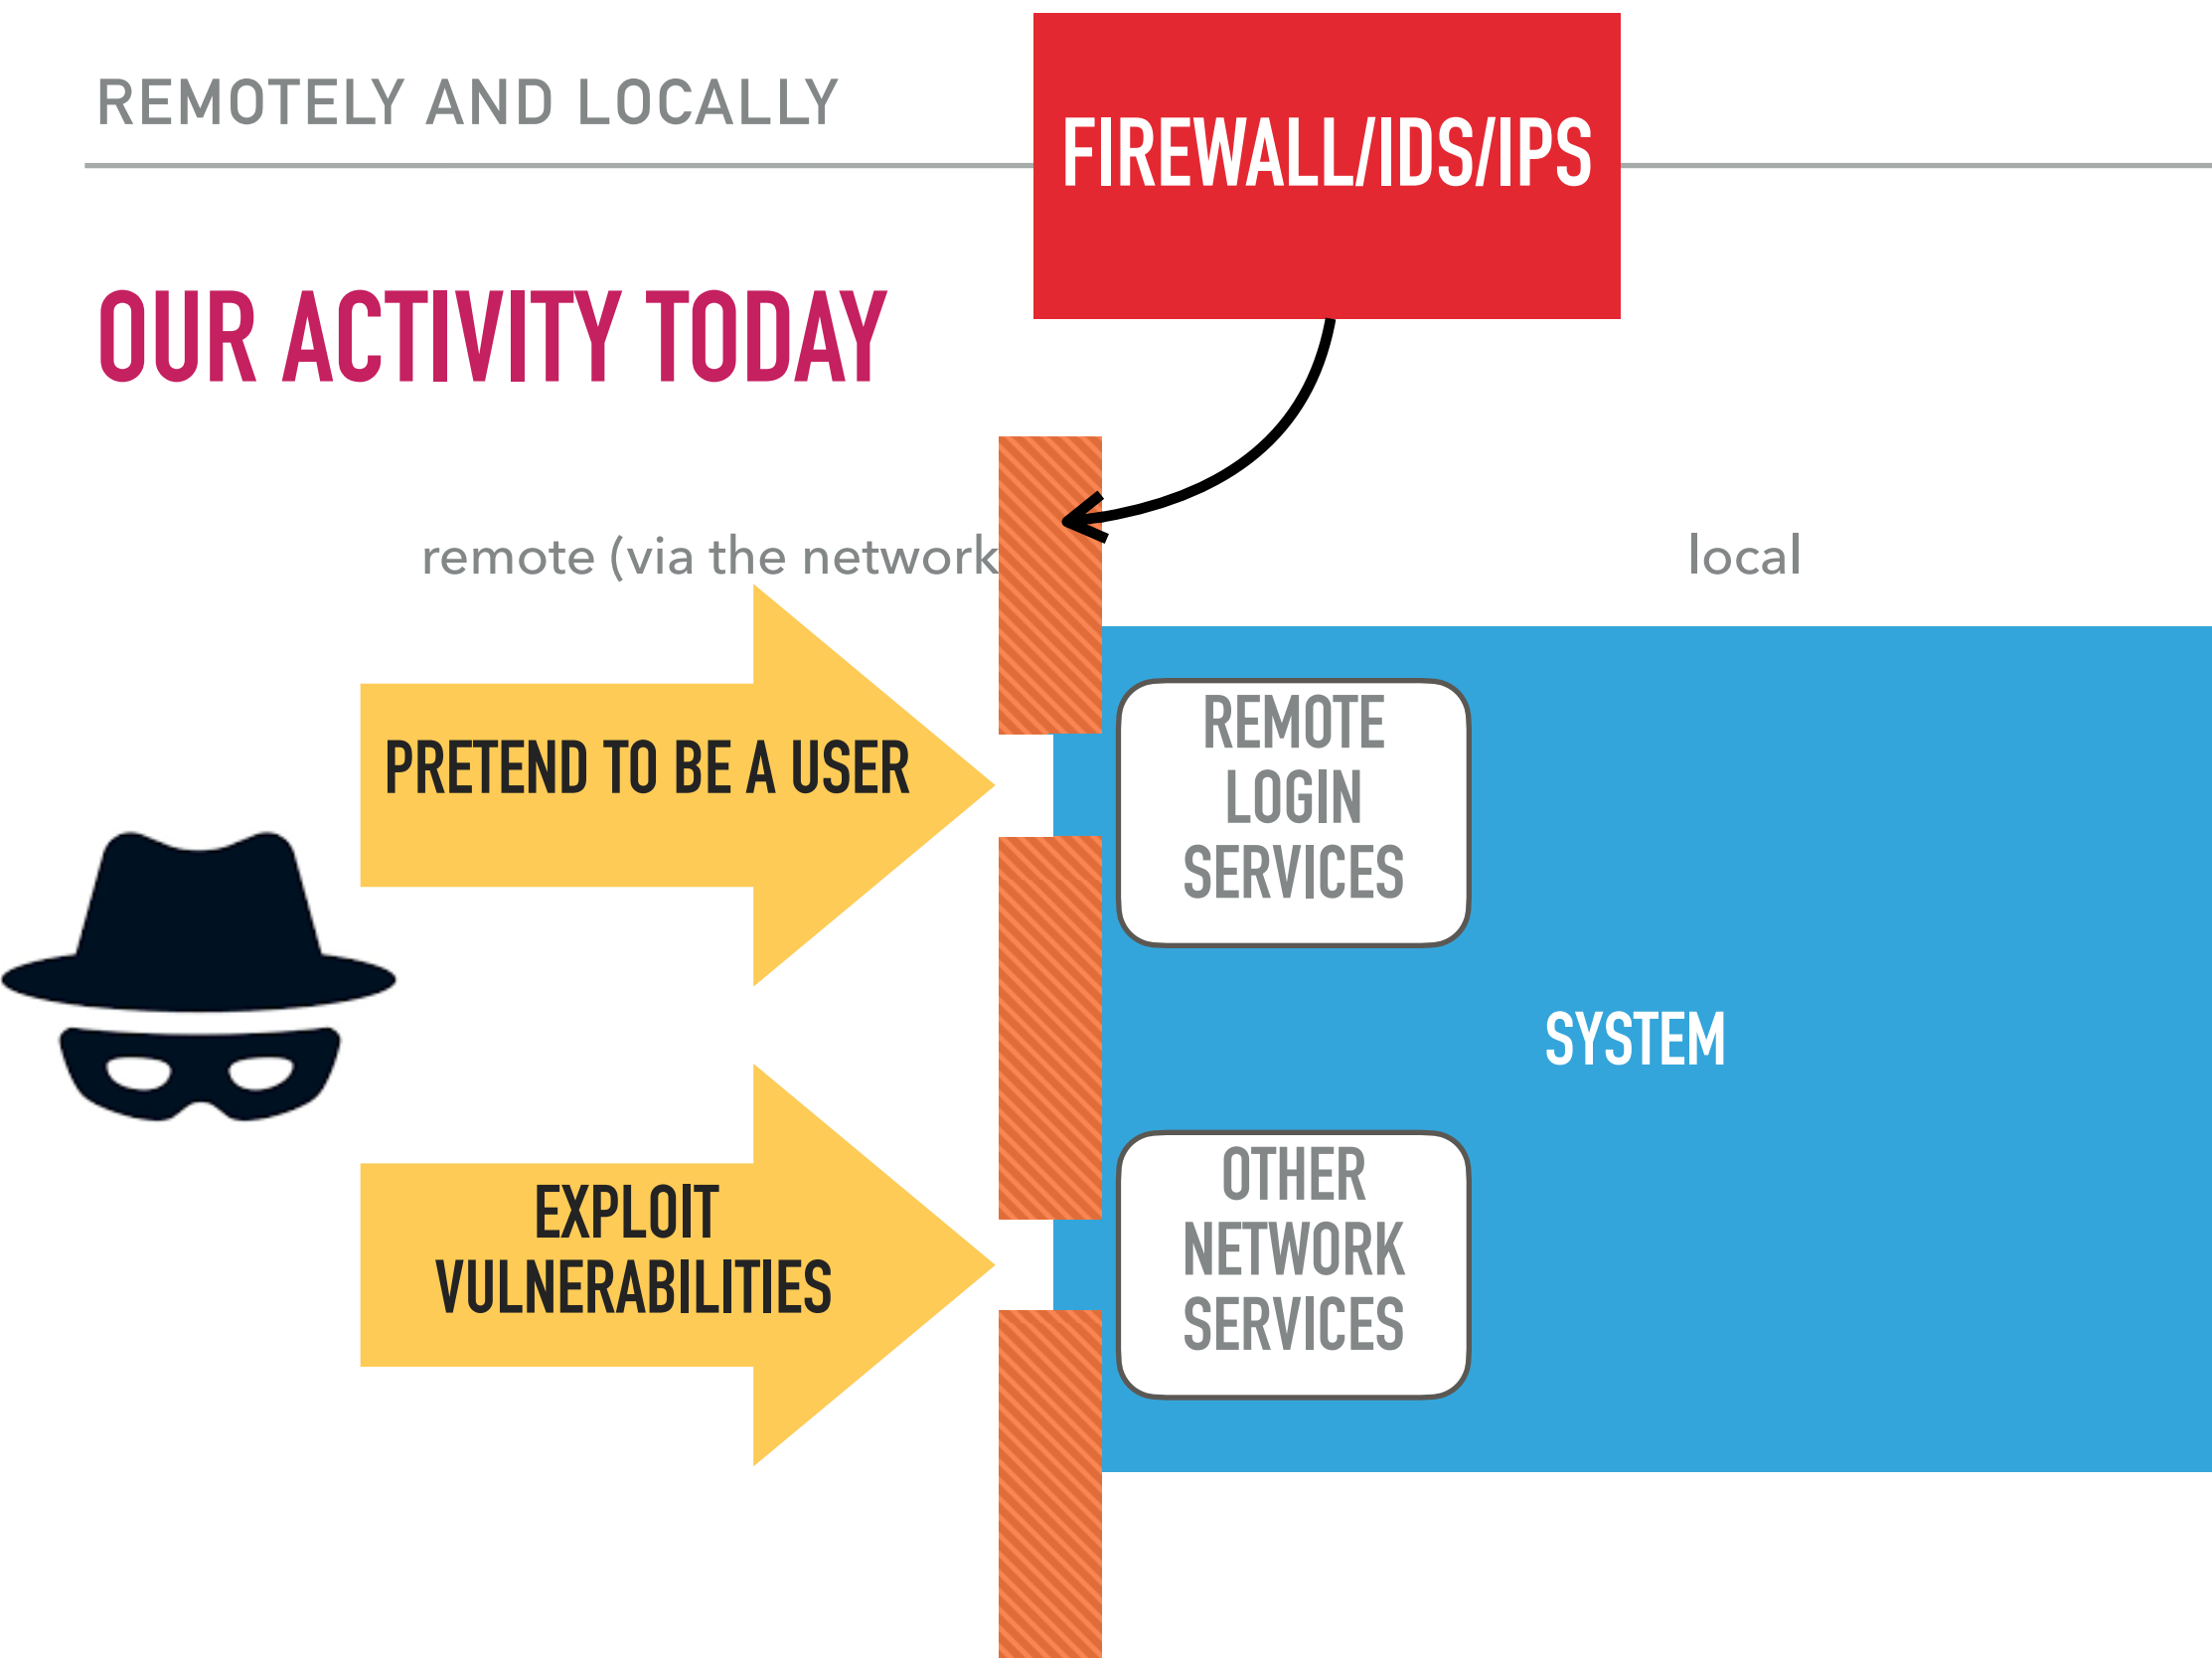 REMOTELY AND LOCALLY
FIREWALL/IDS/IPS
OUR ACTIVITY TODAY
remote (via the network
local
PRETEND TO BE A USER
REMOTE
LOGIN
SERVICES
SYSTEM
EXPLOIT
VULNERABILITIES
OTHER
NETWORK
SERVICES